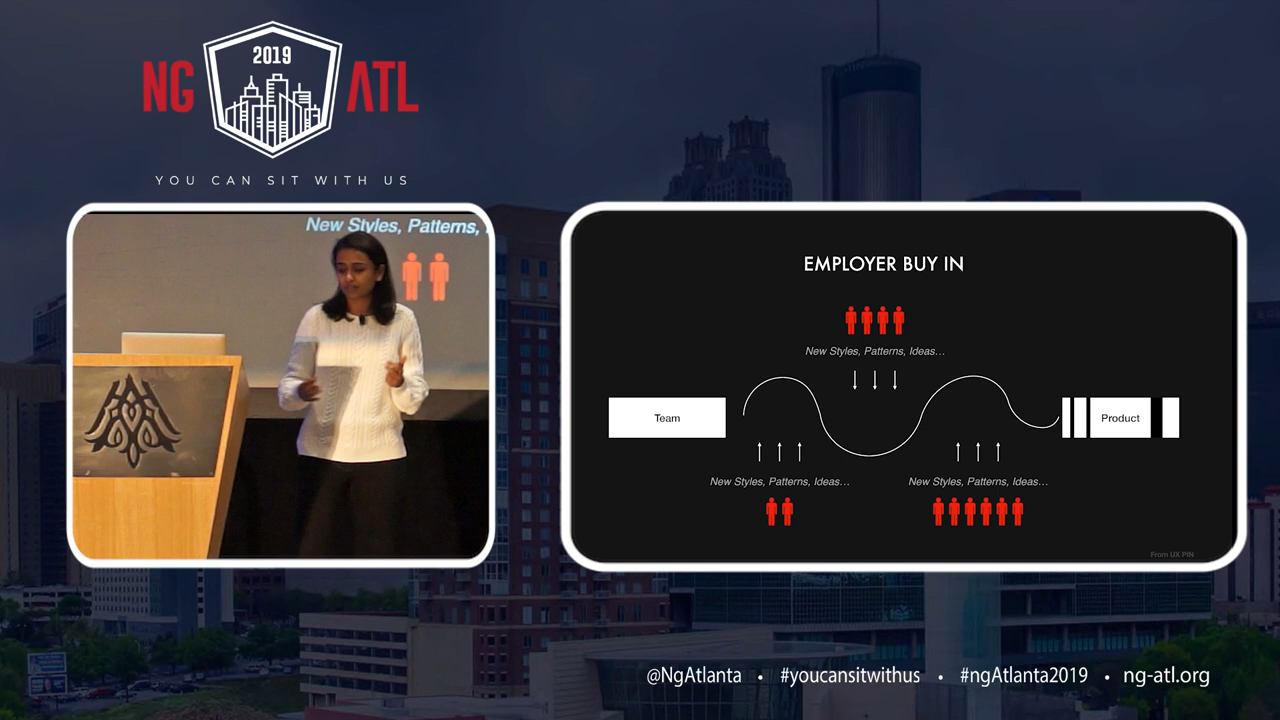 2019
NG ATL
YOU CAN SIT WITH US
New Styles, Patterns,
EMPLOYER BUY IN
New Styles, Patterns, Ideas…
Team
Product
New Styles, Patterns, Ideas…
New Styles, Patterns, Ideas…
From UX PIN
@NgAtlanta • #youcansitwithus • #ngAtlanta2019 • ng-atl.org